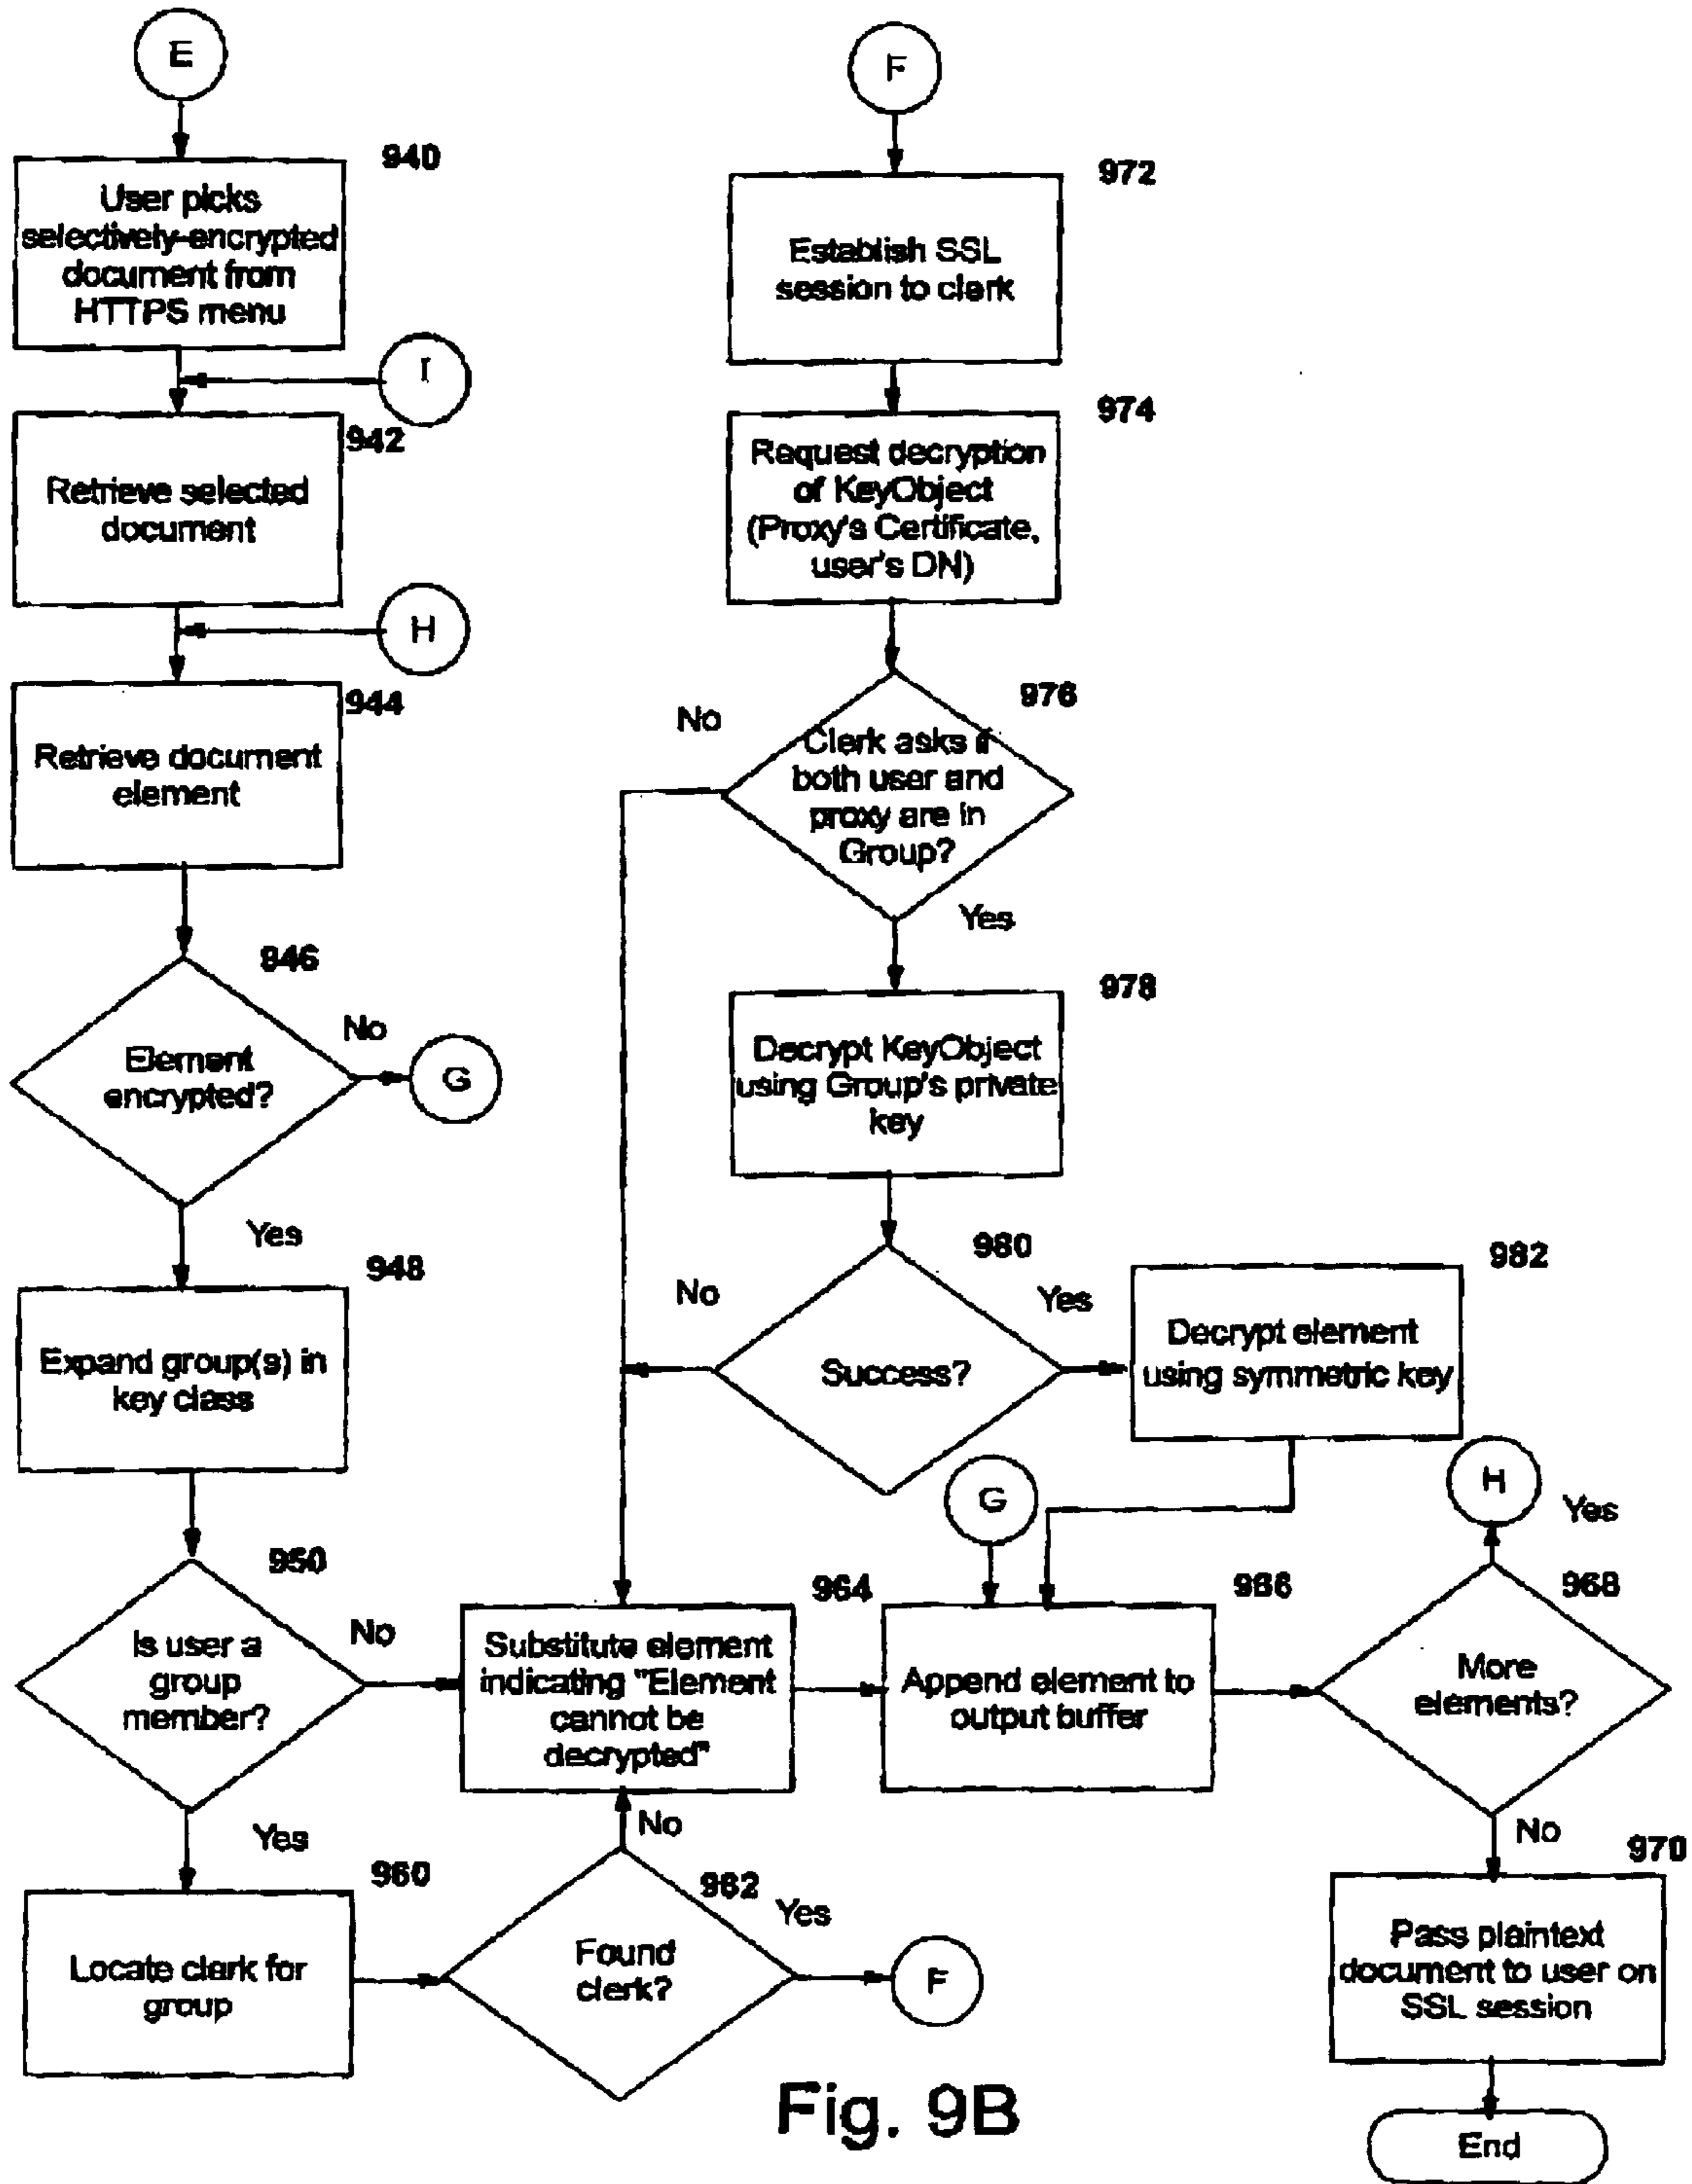 E
940
User picks
selectively-encrypted
document from
HTTPS menu
I
942
Retrieve selected
document
H
944
Retrieve document
element
946
Element
encrypted?
No
G
Yes
948
Expand group(s) in
key class
950
Is user a
group
member?
No
Yes
960
Locate clerk for
group
962
Found
clerk?
No
Yes
F
964
Substitute element
indicating "Element
cannot be
decrypted"
F
972
Establish SSL
session to clerk
974
Request decryption
of KeyObject
(Proxy's Certificate,
user's DN)
976
Clerk asks if
both user and
proxy are in
Group?
No
Yes
978
Decrypt KeyObject
using Group's private
key
980
Success?
No
Yes
982
Decrypt element
using symmetric key
G
966
Append element to
output buffer
H
Yes
968
More
elements?
No
970
Pass plaintext
document to user on
SSL session
End
Fig. 9B